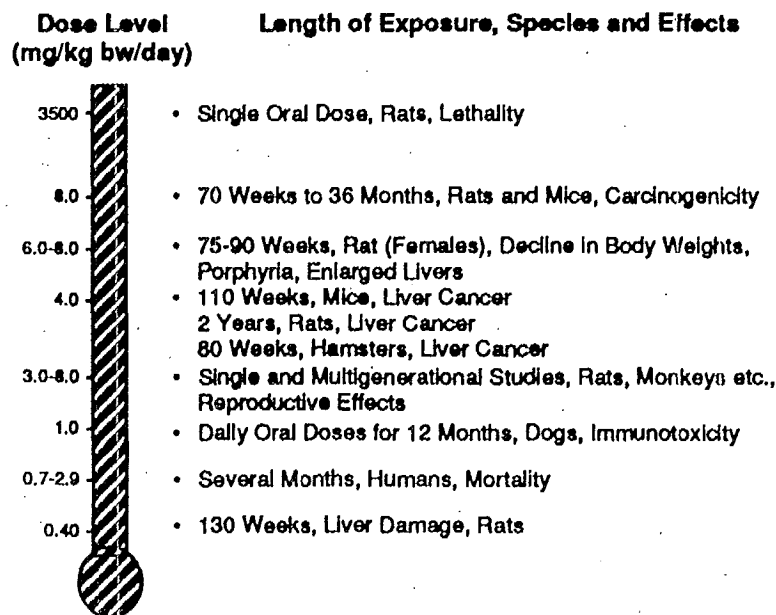 Dose Level
(mg/kg bw/day)
Length of Exposure, Species and Effects
3500 • Single Oral Dose, Rats, Lethality
8.0 • 70 Weeks to 36 Months, Rats and Mice, Carcinogenicity
6.0-8.0 • 75-90 Weeks, Rat (Females), Decline in Body Weights,
Porphyria, Enlarged Livers
4.0 • 110 Weeks, Mice, Liver Cancer
2 Years, Rats, Liver Cancer
80 Weeks, Hamsters, Liver Cancer
3.0-8.0 • Single and Multigenerational Studies, Rats, Monkeys etc.,
Reproductive Effects
1.0 • Daily Oral Doses for 12 Months, Dogs, Immunotoxicity
0.7-2.9 • Several Months, Humans, Mortality
0.40 • 130 Weeks, Liver Damage, Rats